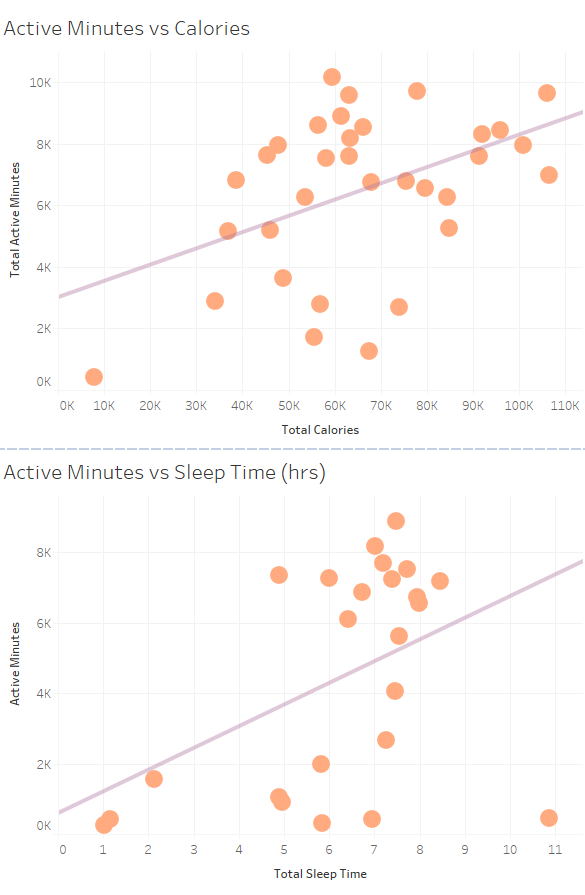 Active Minutes vs Calories
10K
8K
6K
4K
2K
0K
Total Active Minutes
0K 10K 20K 30K 40K 50K 60K 70K 80K 90K 100K 110K
Total Calories
Active Minutes vs Sleep Time (hrs)
8K
6K
4K
2K
0K
Active Minutes
0 1 2 3 4 5 6 7 8 9 10 11
Total Sleep Time